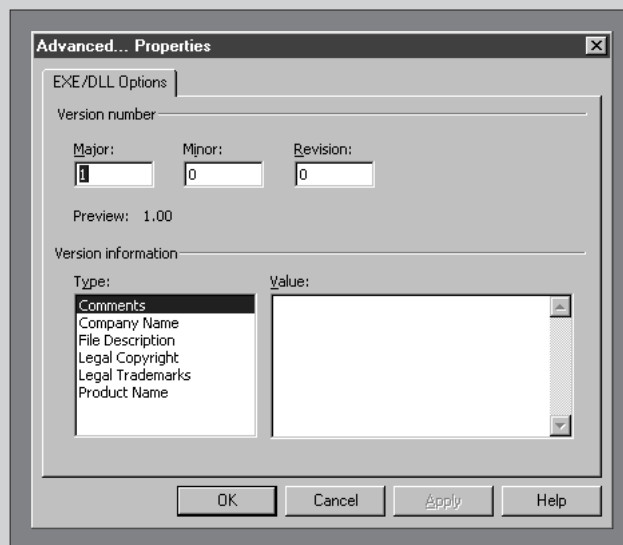 Advanced... Properties
EXE/DLL Options
Version number
Major: Minor: Revision:
1 0 0
Preview: 1.00
Version information
Type: Value:
Comments
Company Name
File Description
Legal Copyright
Legal Trademarks
Product Name
OK Cancel Apply Help